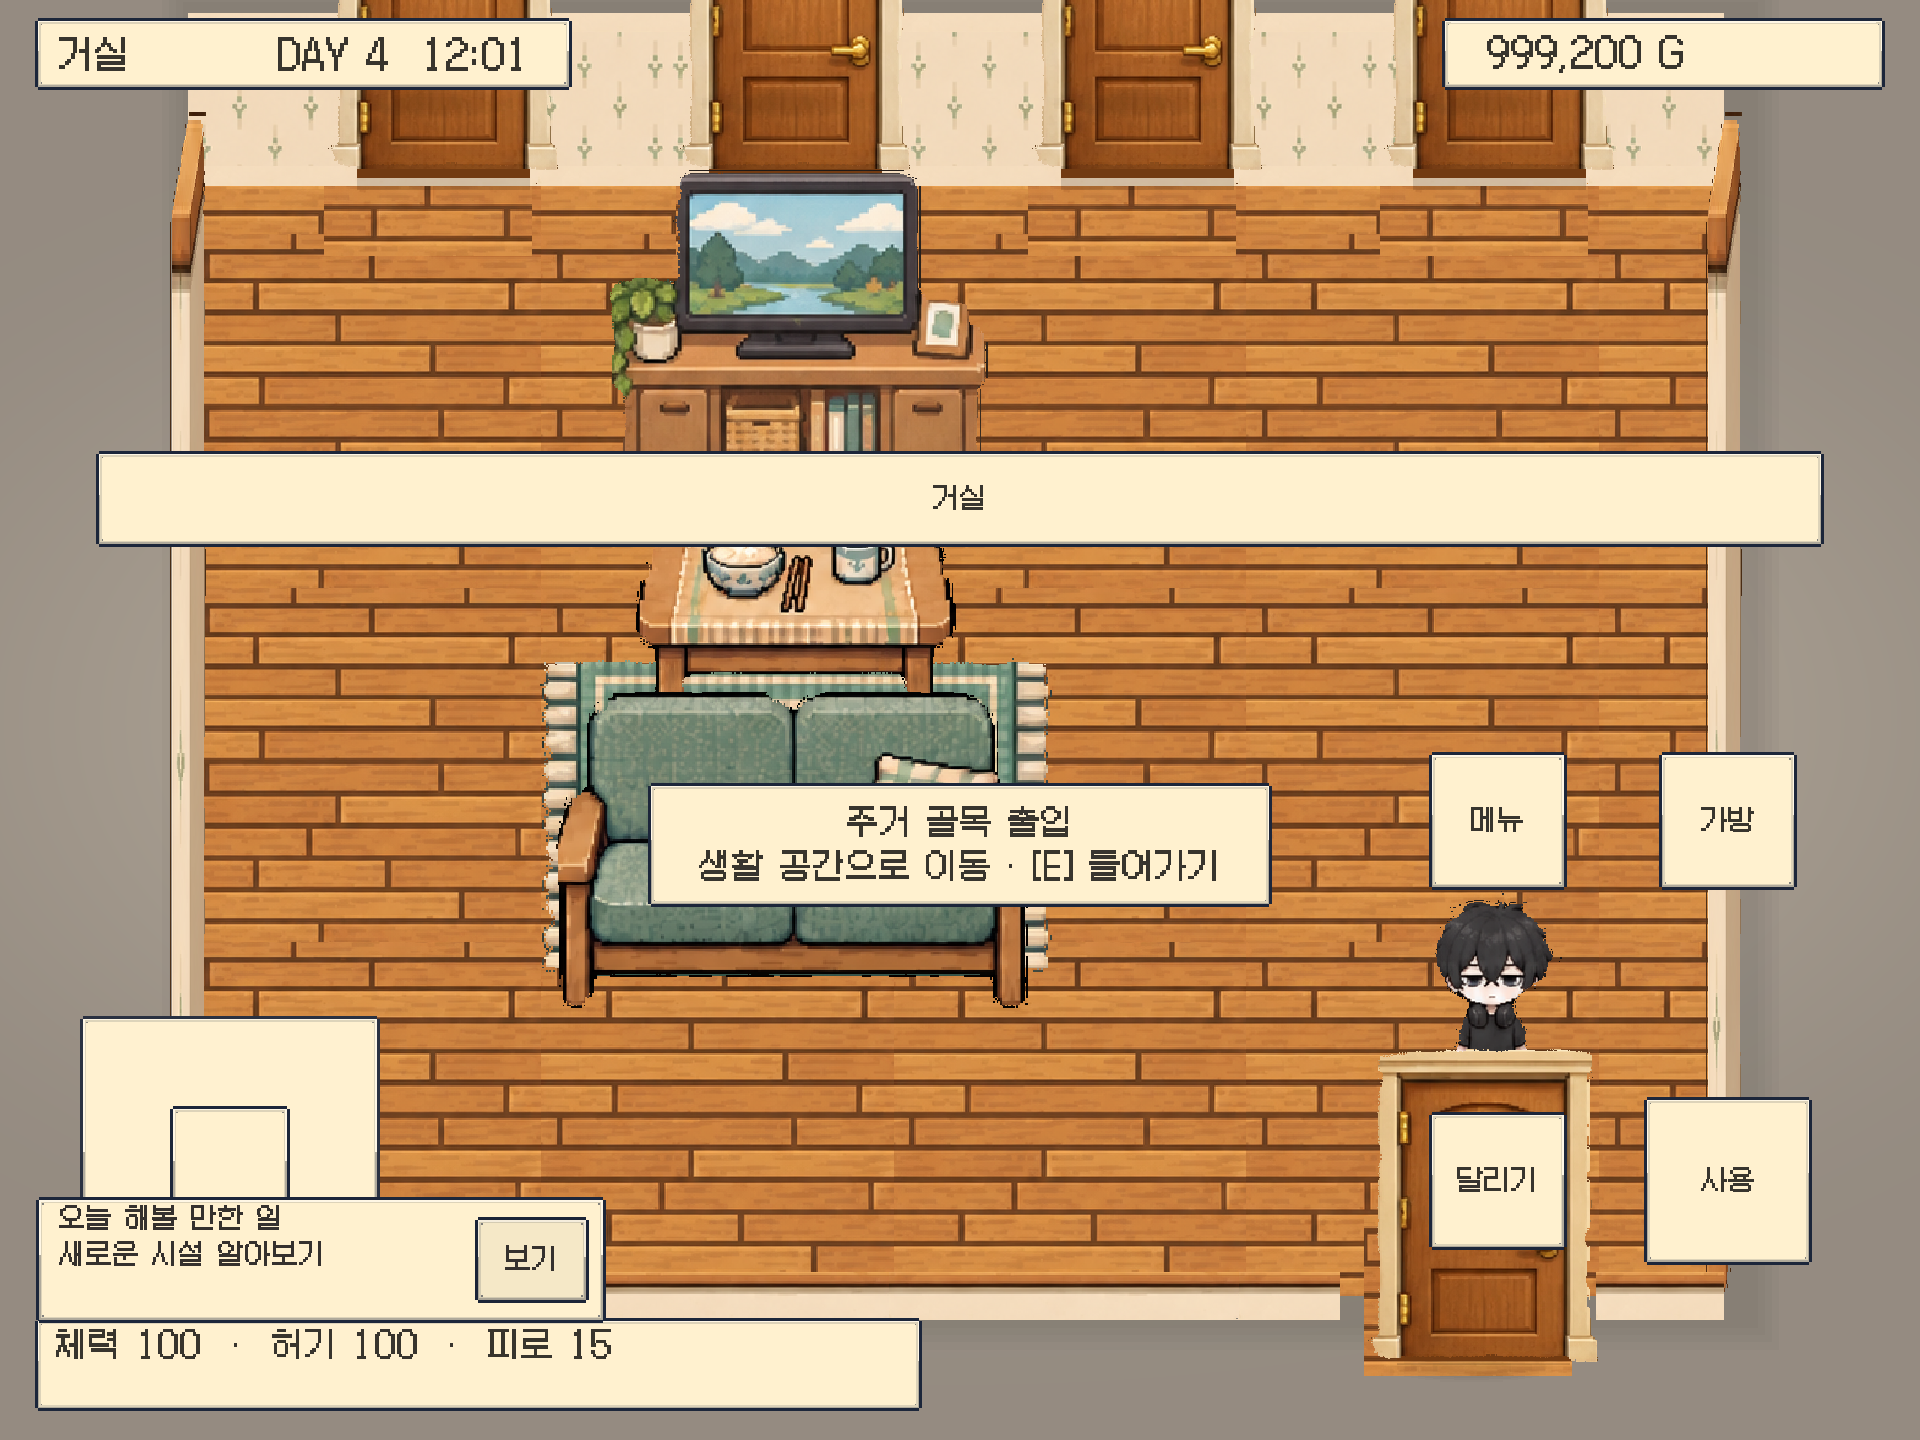 거실 DAY 4 12:01
999,200 G
거실
주거 골목 출입
생활 공간으로 이동 · [E] 들어가기
메뉴
가방
달리기
사용
오늘 해볼 만한 일
새로운 시설 알아보기
보기
체력 100 · 허기 100 · 피로 15